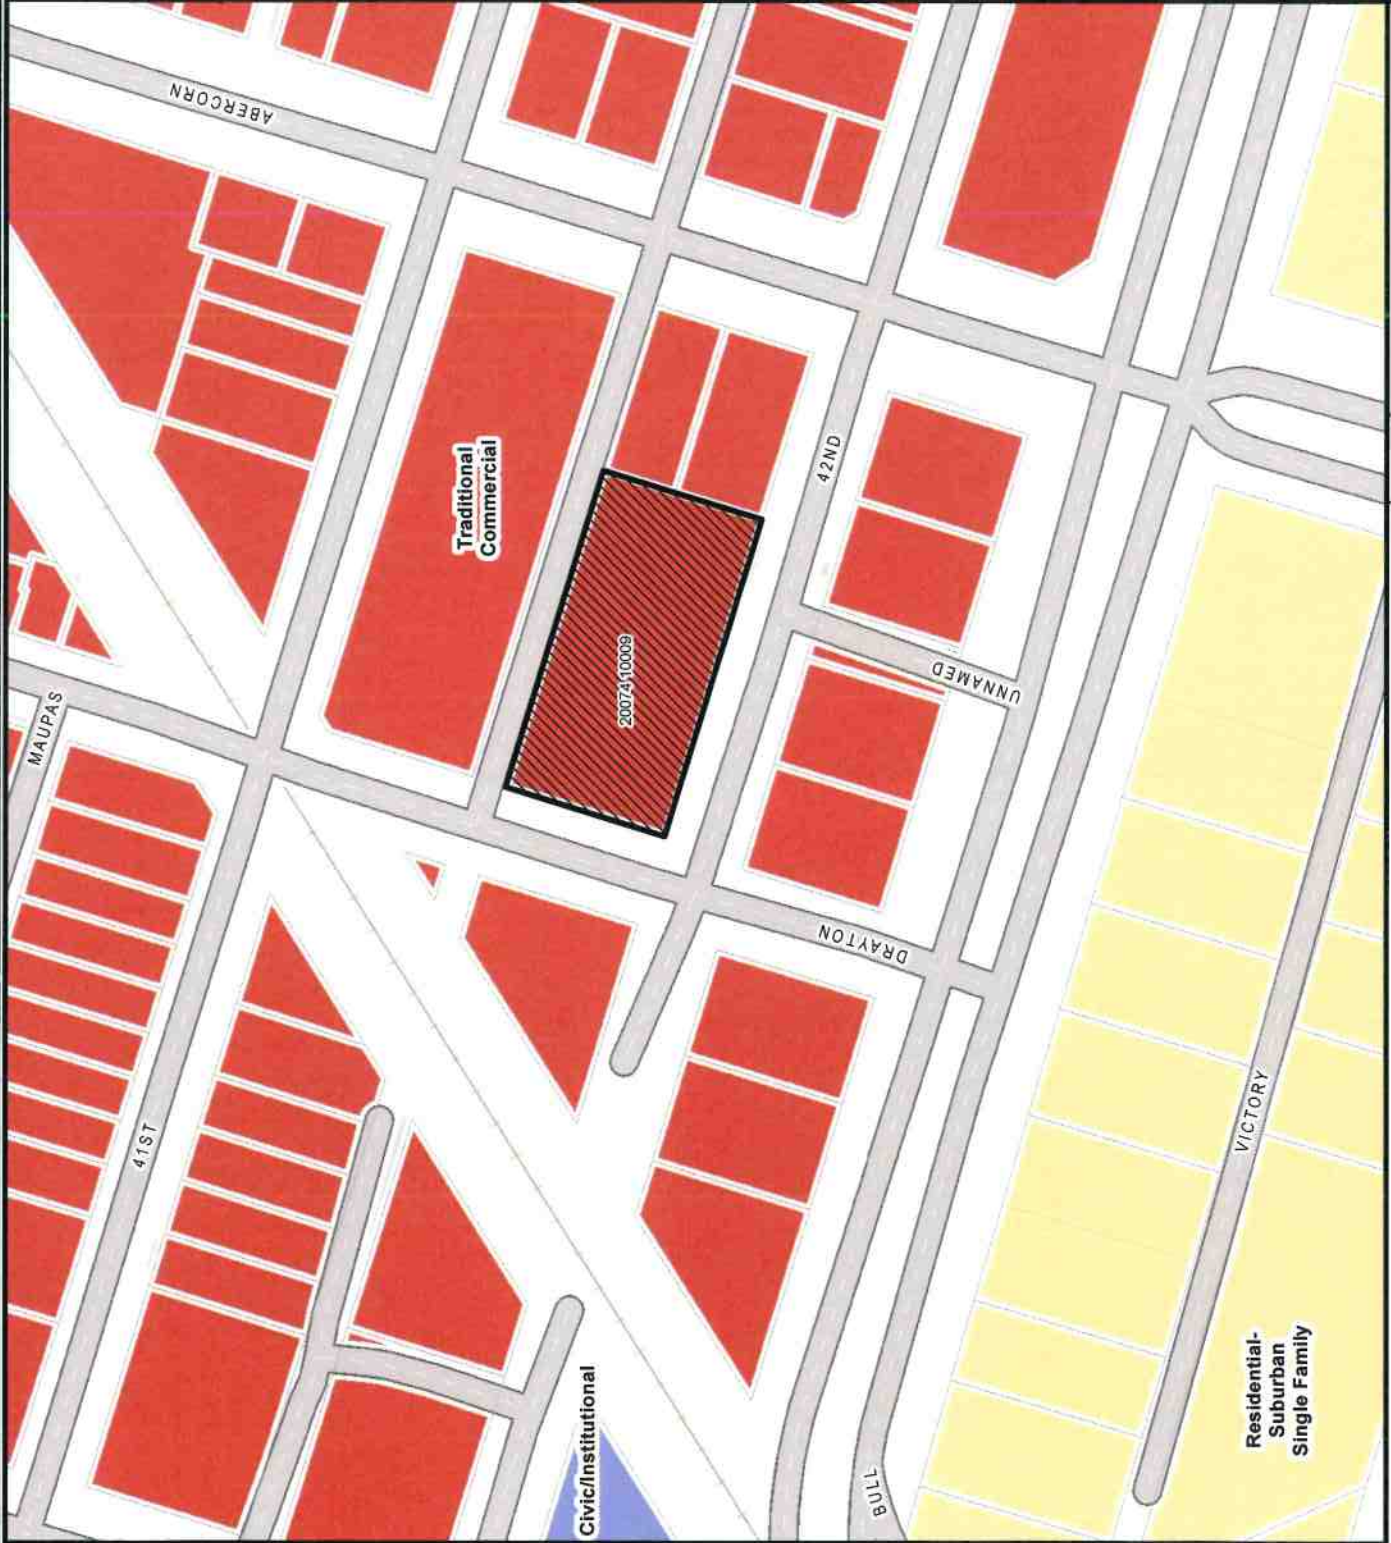 ABERCORN
MAUPAS
Traditional
Commercial
42ND
20074 10009
UNNAMED
DRAYTON
41ST
VICTORY
Civic/Institutional
BULL
Residential-
Suburban
Single Family